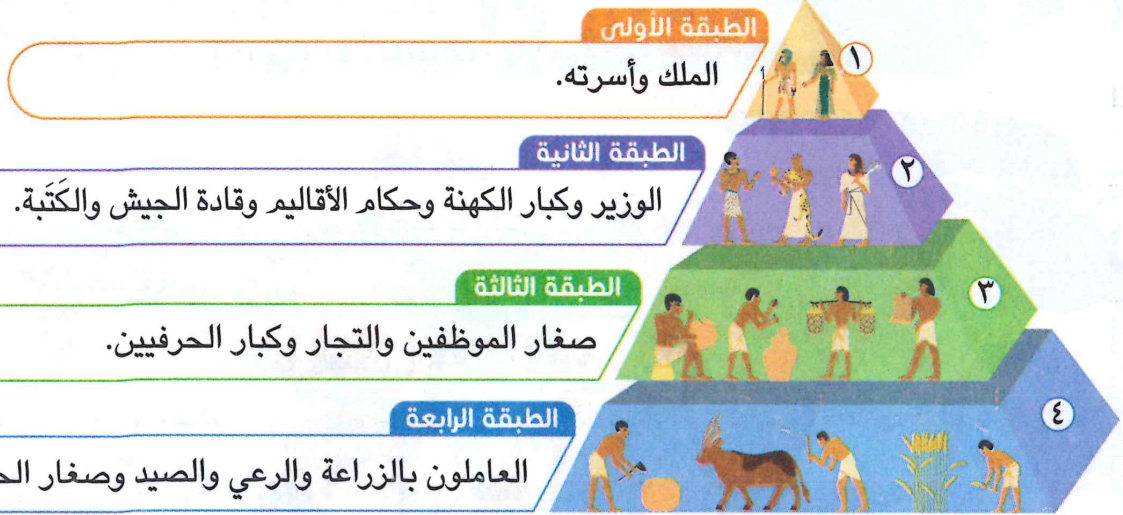 الطبقة الأولى
١
الملك وأسرته.
الطبقة الثانية
٢
الوزير وكبار الكهنة وحكام الأقاليم وقادة الجيش والكَتَبة.
الطبقة الثالثة
٣
صغار الموظفين والتجار وكبار الحرفيين.
الطبقة الرابعة
٤
العاملون بالزراعة والرعي والصيد وصغار